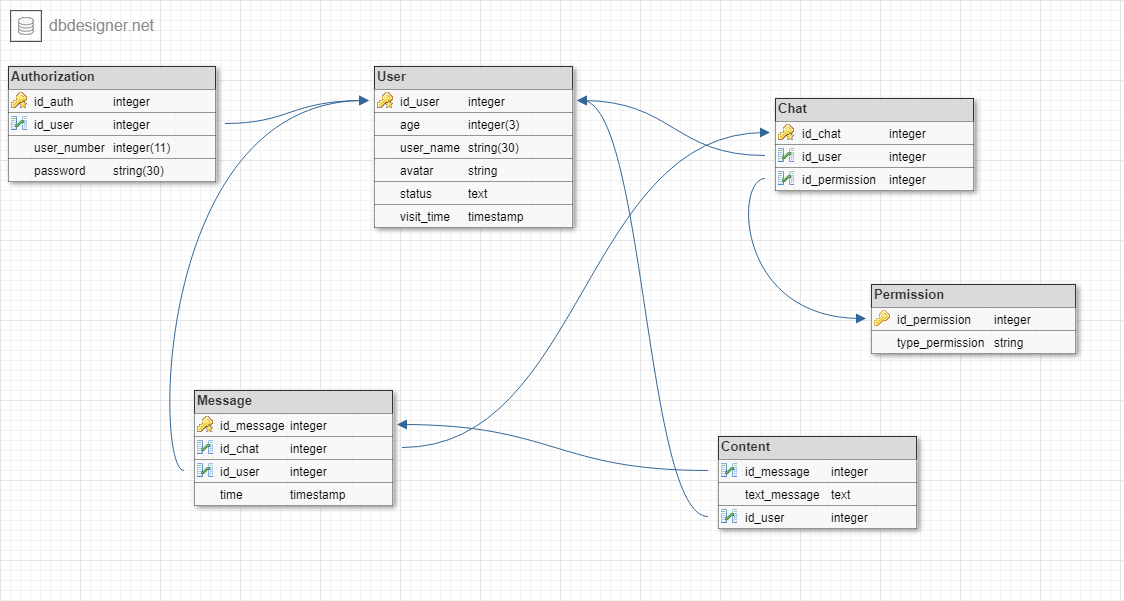 dbdesigner.net
Authorization
id_auth integer
id_user integer
user_number integer(11)
password string(30)
User
id_user integer
age integer(3)
user_name string(30)
avatar string
status text
visit_time timestamp
Chat
id_chat integer
id_user integer
id_permission integer
Permission
id_permission integer
type_permission string
Message
id_message integer
id_chat integer
id_user integer
time timestamp
Content
id_message integer
text_message text
id_user integer